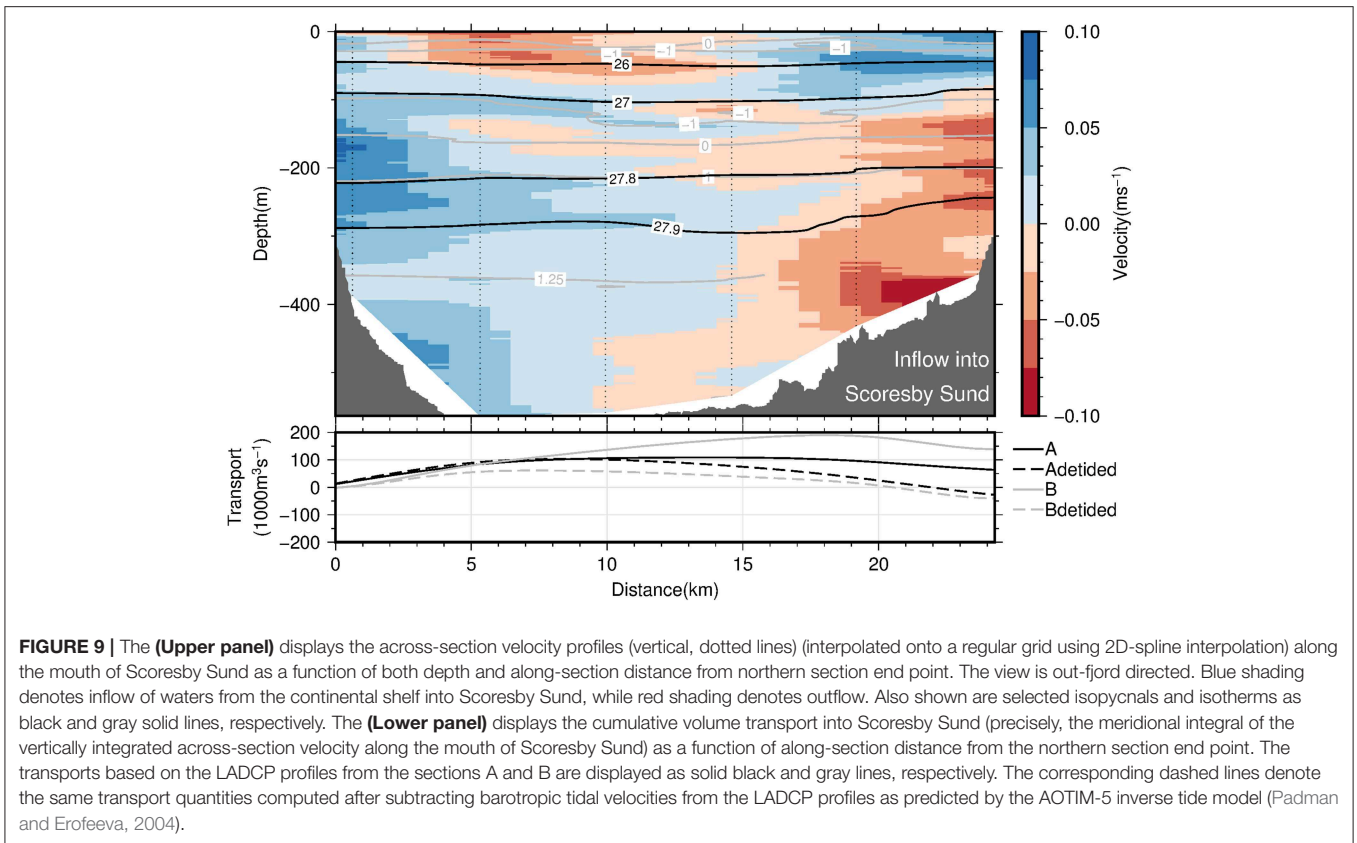 0
−200
−400
Depth(m)
0
−1
−1
−1
26
27
−1
−1
0
27.8
1
27.9
1.25
Inflow into
Scoresby Sund
0.10
0.05
0.00
−0.05
−0.10
Velocity(ms−1)
200
100
0
−100
−200
Transport
(1000m3s−1)
0
5
10
15
20
Distance(km)
A
Adetided
B
Bdetided
FIGURE 9 | The (Upper panel) displays the across-section velocity profiles (vertical, dotted lines) (interpolated onto a regular grid using 2D-spline interpolation) along
the mouth of Scoresby Sund as a function of both depth and along-section distance from northern section end point. The view is out-fjord directed. Blue shading
denotes inflow of waters from the continental shelf into Scoresby Sund, while red shading denotes outflow. Also shown are selected isopycnals and isotherms as
black and gray solid lines, respectively. The (Lower panel) displays the cumulative volume transport into Scoresby Sund (precisely, the meridional integral of the
vertically integrated across-section velocity along the mouth of Scoresby Sund) as a function of along-section distance from the northern section end point. The
transports based on the LADCP profiles from the sections A and B are displayed as solid black and gray lines, respectively. The corresponding dashed lines denote
the same transport quantities computed after subtracting barotropic tidal velocities from the LADCP profiles as predicted by the AOTIM-5 inverse tide model (Padman
and Erofeeva, 2004).